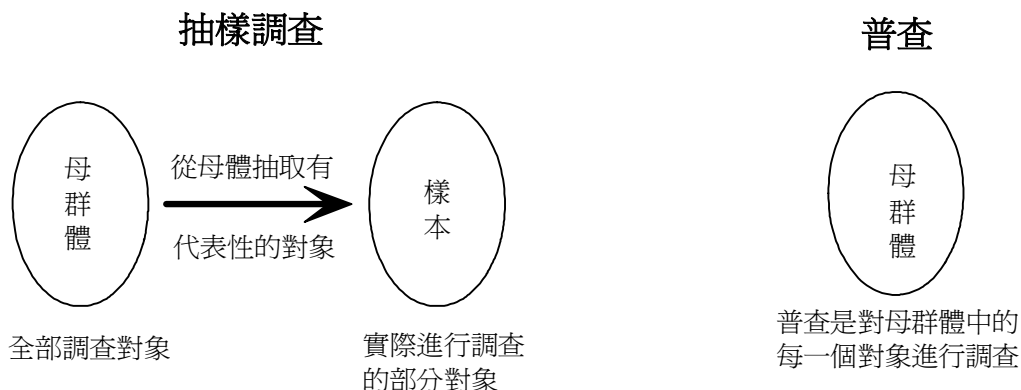 抽樣調查
母
群
體
從母體抽取有
代表性的對象
樣
本
全部調查對象
實際進行調查
的部分對象
普查
母
群
體
普查是對母群體中的
每一個對象進行調查